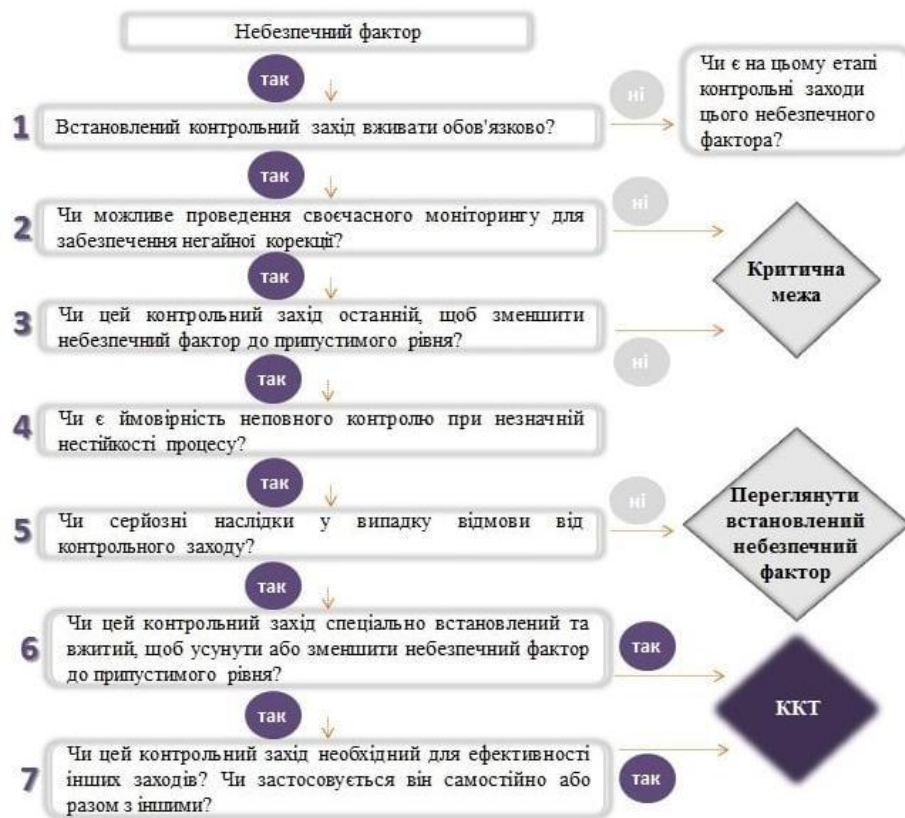 Небезпечний фактор
так
ні
Чи є на цьому етапі
контрольні заходи
цього небезпечного
фактора?
1
Встановлений контрольний захід вживати обов'язково?
так
ні
2
Чи можливе проведення своєчасного моніторингу для
забезпечення негайної корекції?
Критична
межа
так
3
Чи цей контрольний захід останній, щоб зменшити
небезпечний фактор до припустимого рівня?
так
ні
4
Чи є ймовірність неповного контролю при незначній
нестійкості процесу?
так
ні
Переглянути
встановлений
небезпечний
фактор
5
Чи серйозні наслідки у випадку відмови від
контрольного заходу?
так
6
Чи цей контрольний захід спеціально встановлений та
вжитий, щоб усунути або зменшити небезпечний фактор
до припустимого рівня?
так
ККТ
так
7
Чи цей контрольний захід необхідний для ефективності
інших заходів? Чи застосовується він самостійно або
разом з іншими?
так